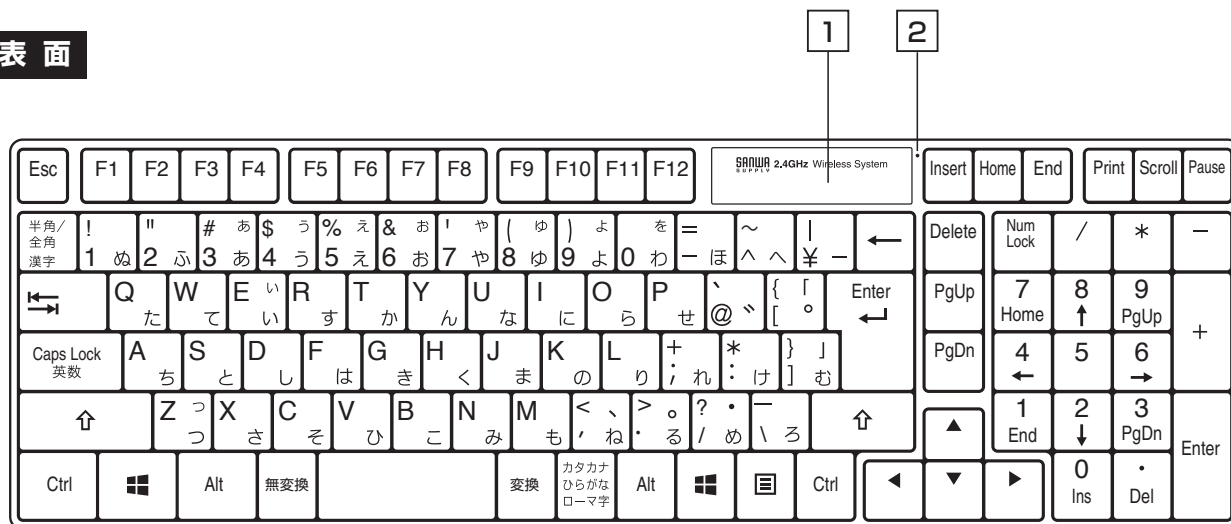 1 2
表 面
Esc F1 F2 F3 F4 F5 F6 F7 F8 F9 F10 F11 F12 SANWA SUPPLY 2.4GHz Wireless System Insert Home End Print Scroll Pause
半角/ ! " # ぁ $ ぅ % ぇ & ぉ ' ゃ ( ゅ ) ょ を = ~ | ← Delete Num / * −
全角 Lock
漢字 1 ぬ 2 ふ 3 あ 4 う 5 え 6 お 7 や 8 ゆ 9 よ 0 わ − ほ ^ へ ¥ ー
Q W E ぃ R T Y U I O P ` { 「 Enter PgUp 7 8 9 +
た て い す か ん な に ら せ @ ゛ [ ゜ ↵ Home ↑ PgUp
Caps Lock A S D F G H J K L + * } 」 PgDn 4 5 6
英数 ち と し は き く ま の り ; れ : け ] む ← →
⇧ Z っ X C V B N M < 、 > 。 ? ・ _ ⇧ ▲ 1 2 3 Enter
つ さ そ ひ こ み も , ね . る / め \ ろ End ↓ PgDn
Ctrl Alt 無変換 変換 カタカナ Alt Ctrl ◀ ▼ ▶ 0 .
ひらがな Ins Del
ローマ字